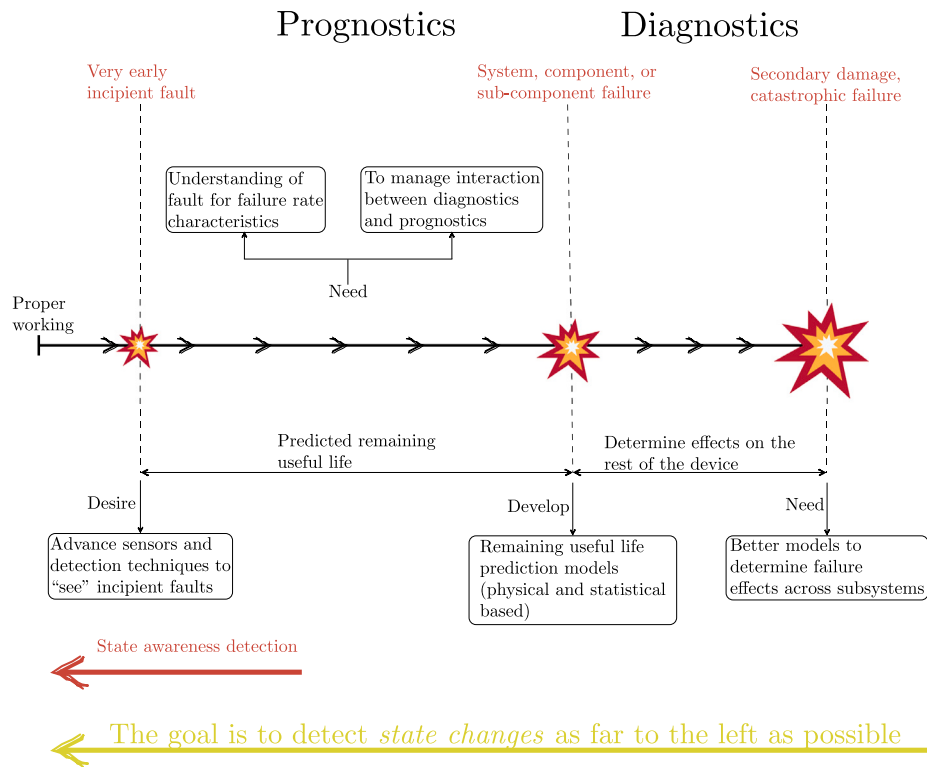 Prognostics
Diagnostics
Very early
incipient fault
System, component, or
sub-component failure
Secondary damage,
catastrophic failure
Understanding of
fault for failure rate
characteristics
To manage interaction
between diagnostics
and prognostics
Need
Proper
working
Predicted remaining
useful life
Determine effects on the
rest of the device
Desire
Develop
Need
Advance sensors and
detection techniques to
“see” incipient faults
Remaining useful life
prediction models
(physical and statistical
based)
Better models to
determine failure
effects across subsystems
State awareness detection
The goal is to detect state changes as far to the left as possible